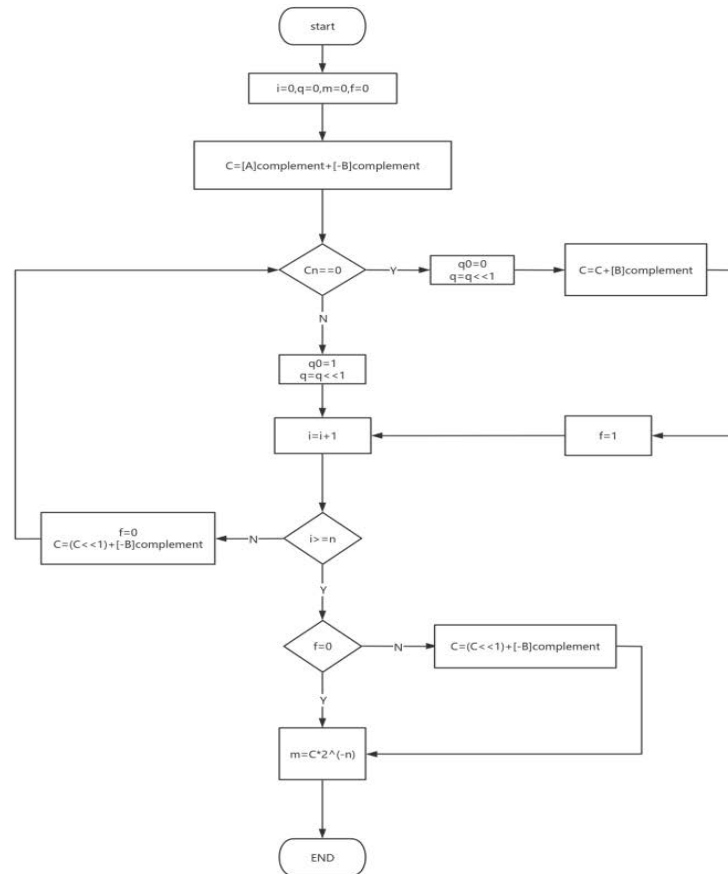 start
i=0,q=0,m=0,f=0
C=[A]complement+[-B]complement
Cn==0
Y
q0=0
q=q<<1
C=C+[B]complement
N
q0=1
q=q<<1
i=i+1
f=1
i>=n
N
f=0
C=(C<<1)+[-B]complement
Y
f=0
N
C=(C<<1)+[-B]complement
Y
m=C*2^(-n)
END